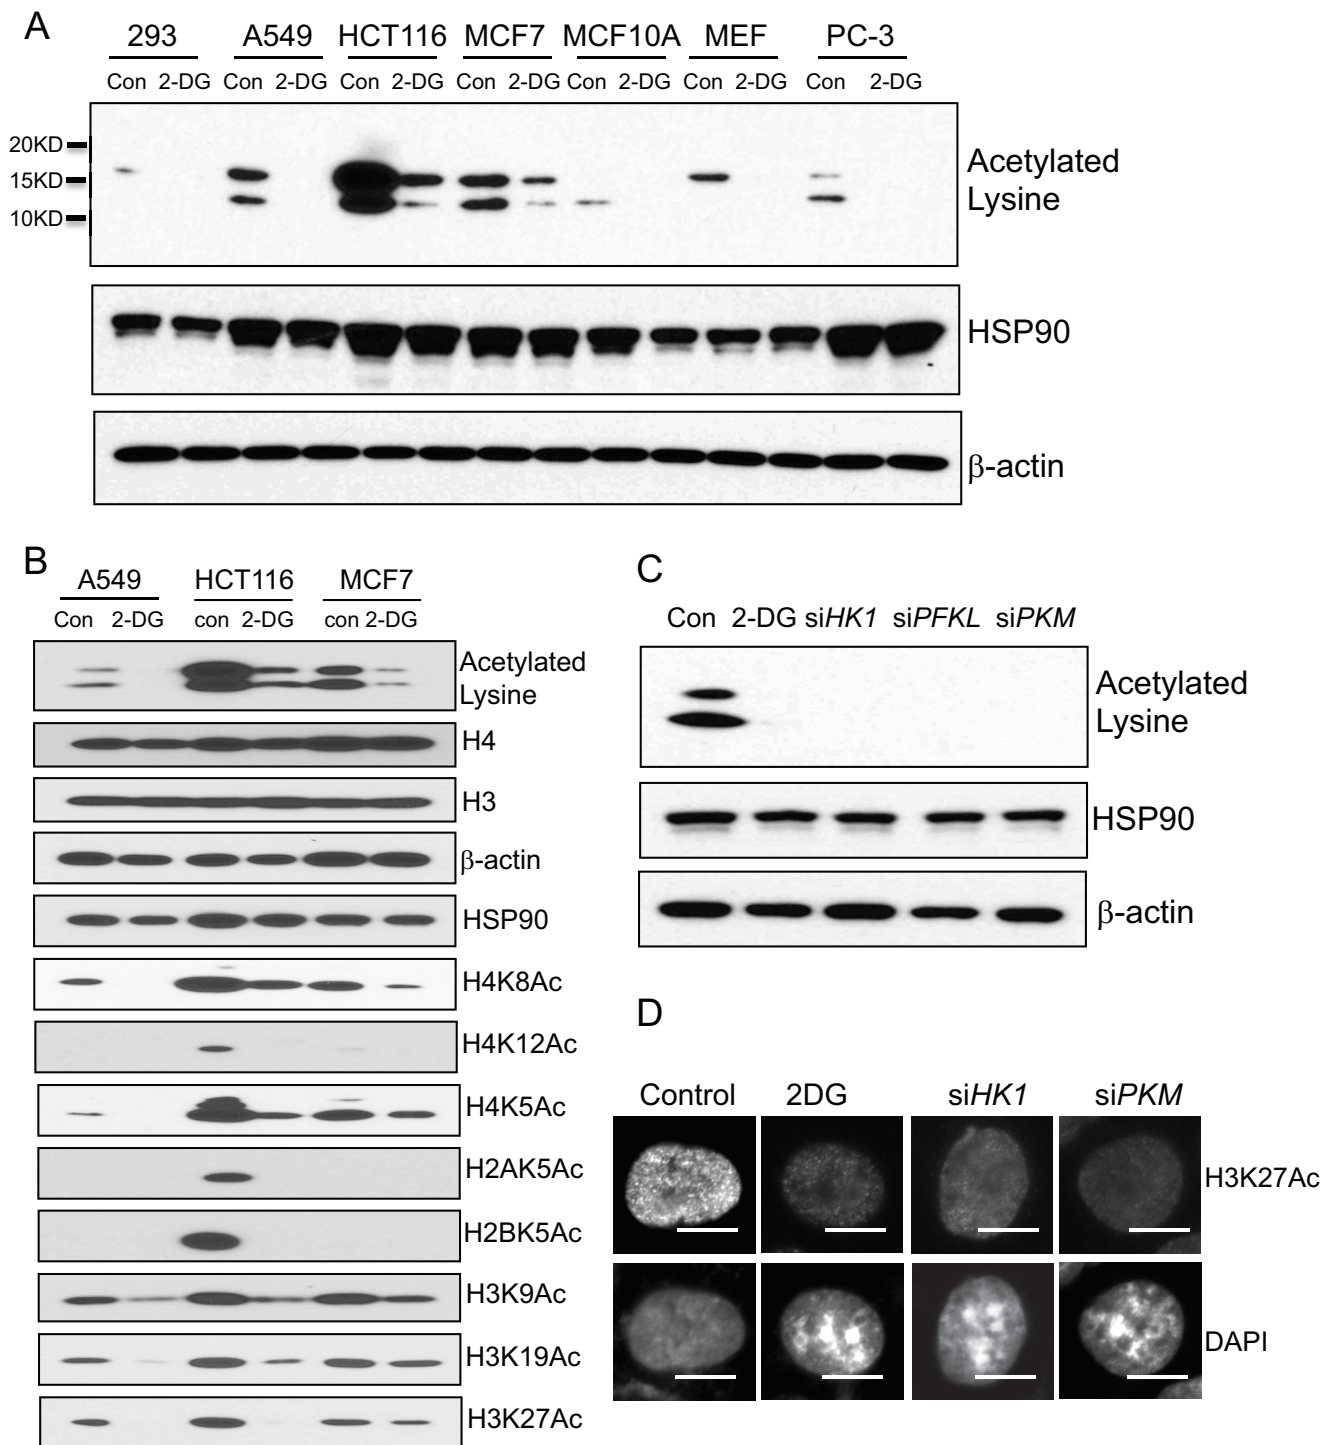 A
293 A549 HCT116 MCF7 MCF10A MEF PC-3
Con 2-DG Con 2-DG Con 2-DG Con 2-DG Con 2-DG Con 2-DG Con 2-DG
20KD
15KD
10KD
Acetylated
Lysine
HSP90
β-actin
B
A549 HCT116 MCF7
Con 2-DG con 2-DG con 2-DG
Acetylated
Lysine
H4
H3
β-actin
HSP90
H4K8Ac
H4K12Ac
H4K5Ac
H2AK5Ac
H2BK5Ac
H3K9Ac
H3K19Ac
H3K27Ac
C
Con 2-DG siHK1 siPFKL siPKM
Acetylated
Lysine
HSP90
β-actin
D
Control 2DG siHK1 siPKM
H3K27Ac
DAPI